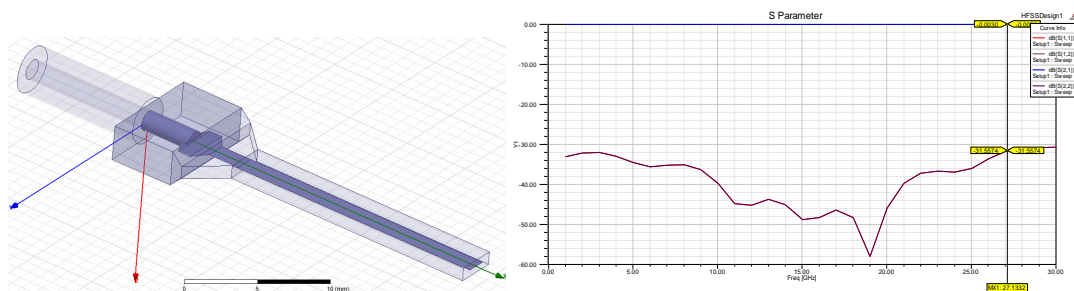 0
5
10 (mm)
S Parameter
HFSSDesign1
Curve Info
dB(S(1,1))
Setup1 : Sweep
dB(S(1,2))
Setup1 : Sweep
dB(S(2,1))
Setup1 : Sweep
dB(S(2,2))
Setup1 : Sweep
0.00
-10.00
-20.00
-30.00
-40.00
-50.00
-60.00
Y1
-0.0030
-31.5574
-31.5574
0.00
5.00
10.00
15.00
20.00
25.00
30.00
Freq [GHz]
MX1: 27.1332